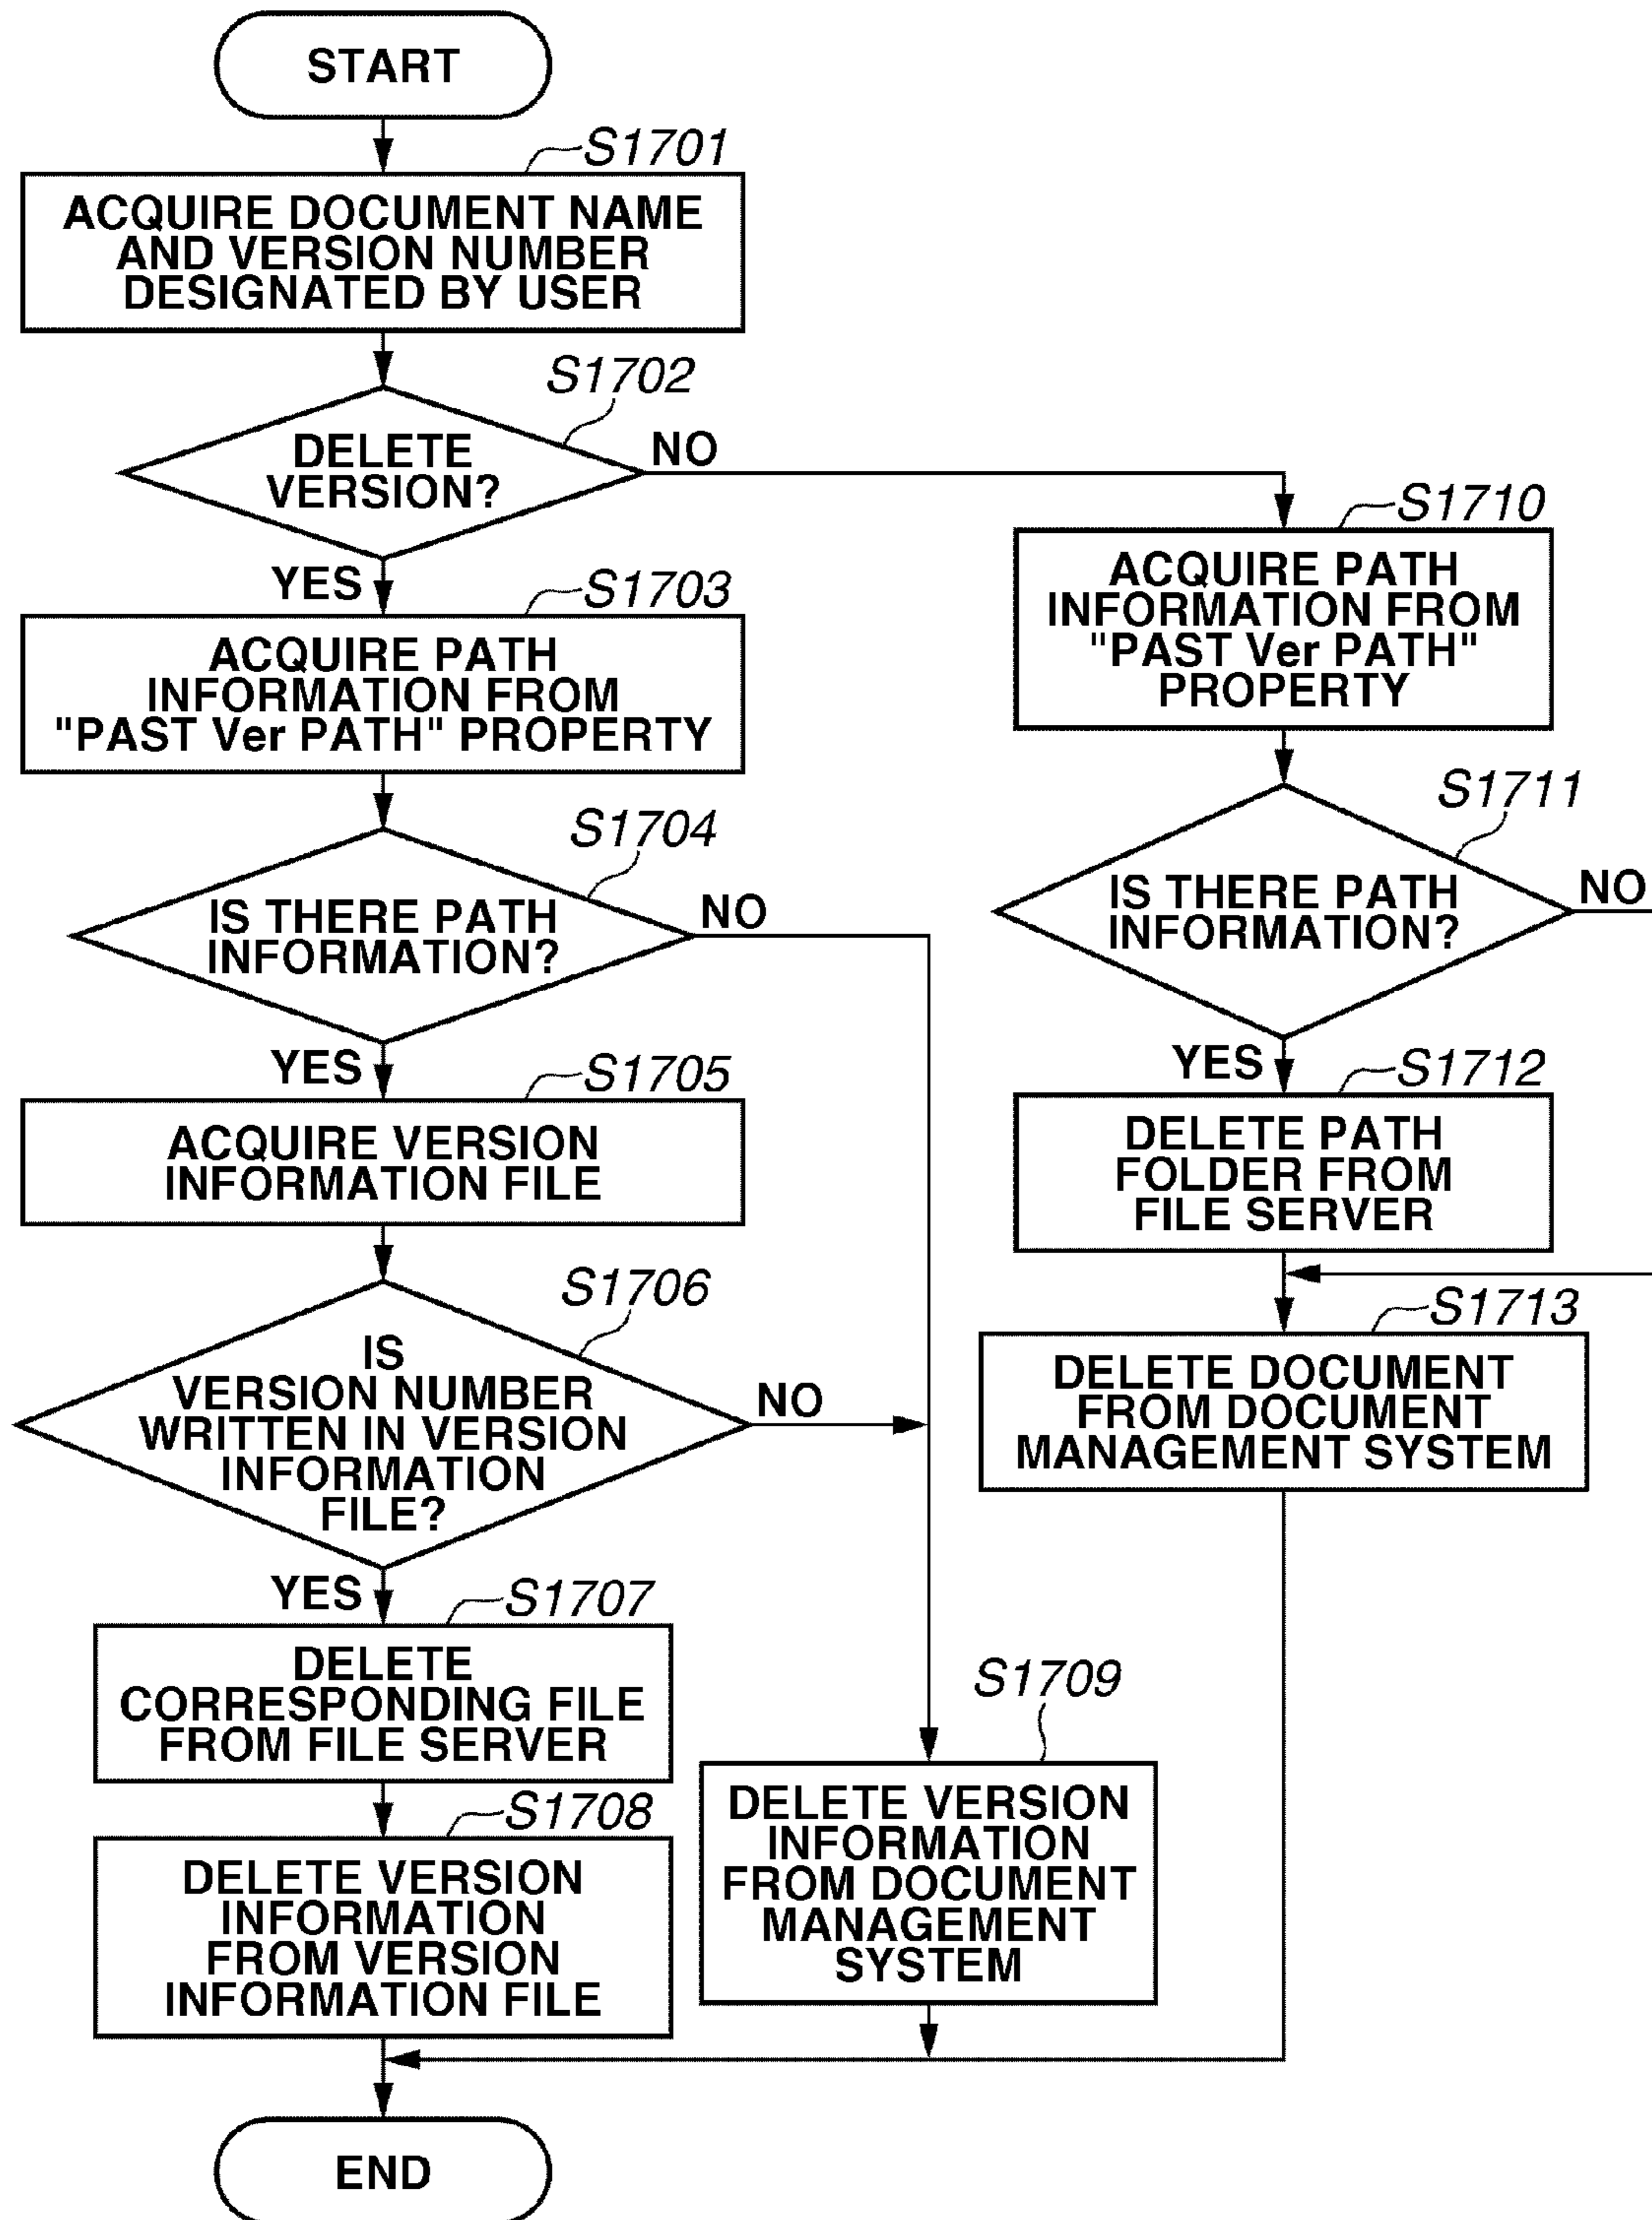 START
S1701
ACQUIRE DOCUMENT NAME
AND VERSION NUMBER
DESIGNATED BY USER
S1702
DELETE
VERSION?
NO
YES
S1703
ACQUIRE PATH
INFORMATION FROM
"PAST Ver PATH" PROPERTY
S1704
IS THERE PATH
INFORMATION?
NO
YES
S1705
ACQUIRE VERSION
INFORMATION FILE
S1706
IS
VERSION NUMBER
WRITTEN IN VERSION
INFORMATION
FILE?
NO
YES
S1707
DELETE
CORRESPONDING FILE
FROM FILE SERVER
S1708
DELETE VERSION
INFORMATION
FROM VERSION
INFORMATION FILE
S1709
DELETE VERSION
INFORMATION
FROM DOCUMENT
MANAGEMENT
SYSTEM
S1710
ACQUIRE PATH
INFORMATION FROM
"PAST Ver PATH"
PROPERTY
S1711
IS THERE PATH
INFORMATION?
NO
YES
S1712
DELETE PATH
FOLDER FROM
FILE SERVER
S1713
DELETE DOCUMENT
FROM DOCUMENT
MANAGEMENT SYSTEM
END